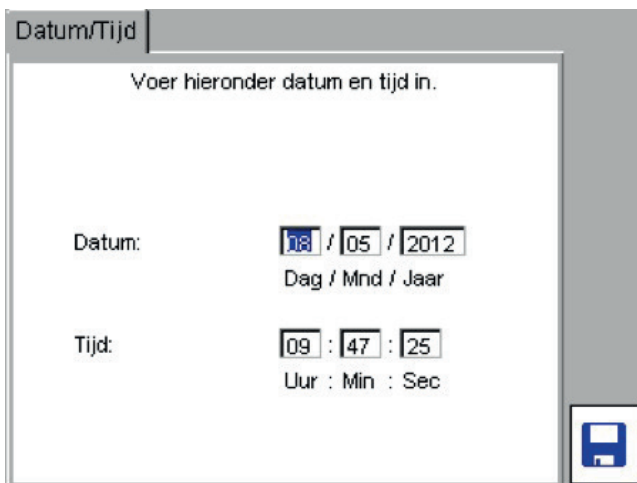 Datum/Tijd
Voer hieronder datum en tijd in.
Datum: 08 / 05 / 2012
Dag / Mnd / Jaar
Tijd: 09 : 47 : 25
Uur : Min : Sec